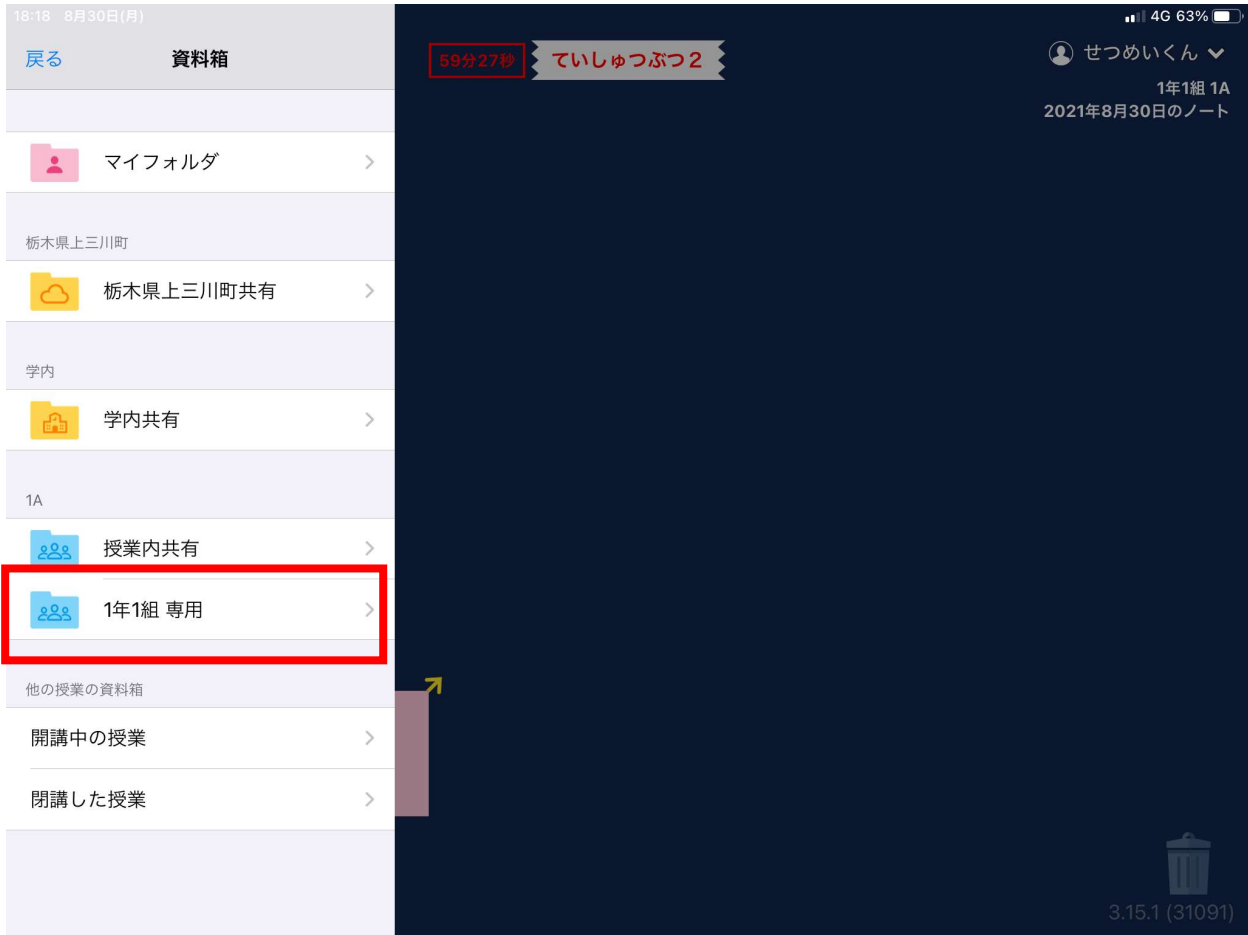 18:18 8月30日(月)
4G 63%
戻る
資料箱
59分27秒
ていしゅつぶつ２
せつめいくん
1年1組 1A
2021年8月30日のノート
マイフォルダ
栃木県上三川町
栃木県上三川町共有
学内
学内共有
1A
授業内共有
1年1組 専用
他の授業の資料箱
開講中の授業
閉講した授業
3.15.1 (31091)